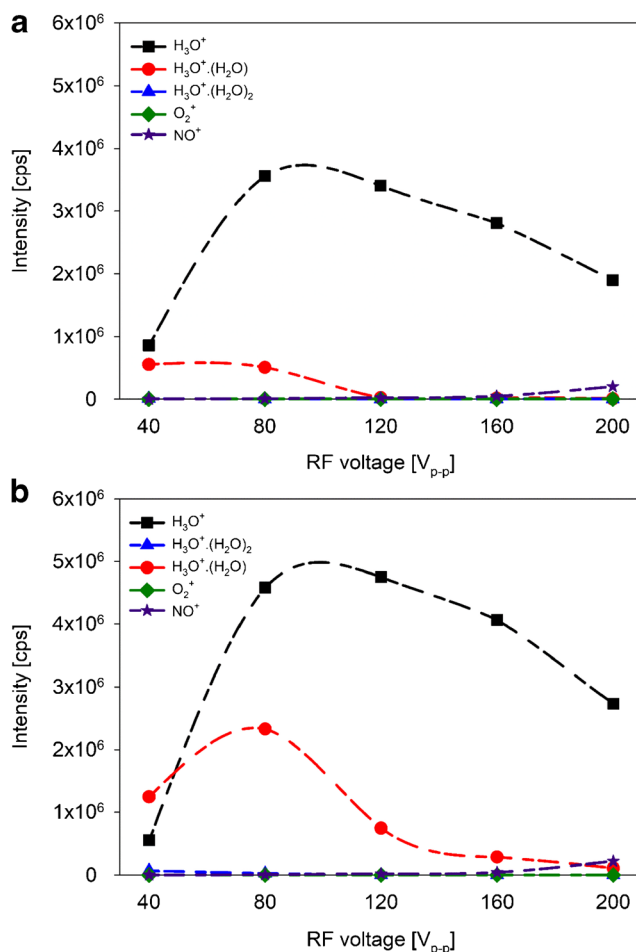 a
6x10⁶
5x10⁶
4x10⁶
3x10⁶
2x10⁶
1x10⁶
0
Intensity [cps]
H₃O⁺
H₃O⁺.(H₂O)
H₃O⁺.(H₂O)₂
O₂⁺
NO⁺
40 80 120 160 200
RF voltage [Vₚ₋ₚ]
b
6x10⁶
5x10⁶
4x10⁶
3x10⁶
2x10⁶
1x10⁶
0
Intensity [cps]
H₃O⁺
H₃O⁺.(H₂O)₂
H₃O⁺.(H₂O)
O₂⁺
NO⁺
40 80 120 160 200
RF voltage [Vₚ₋ₚ]